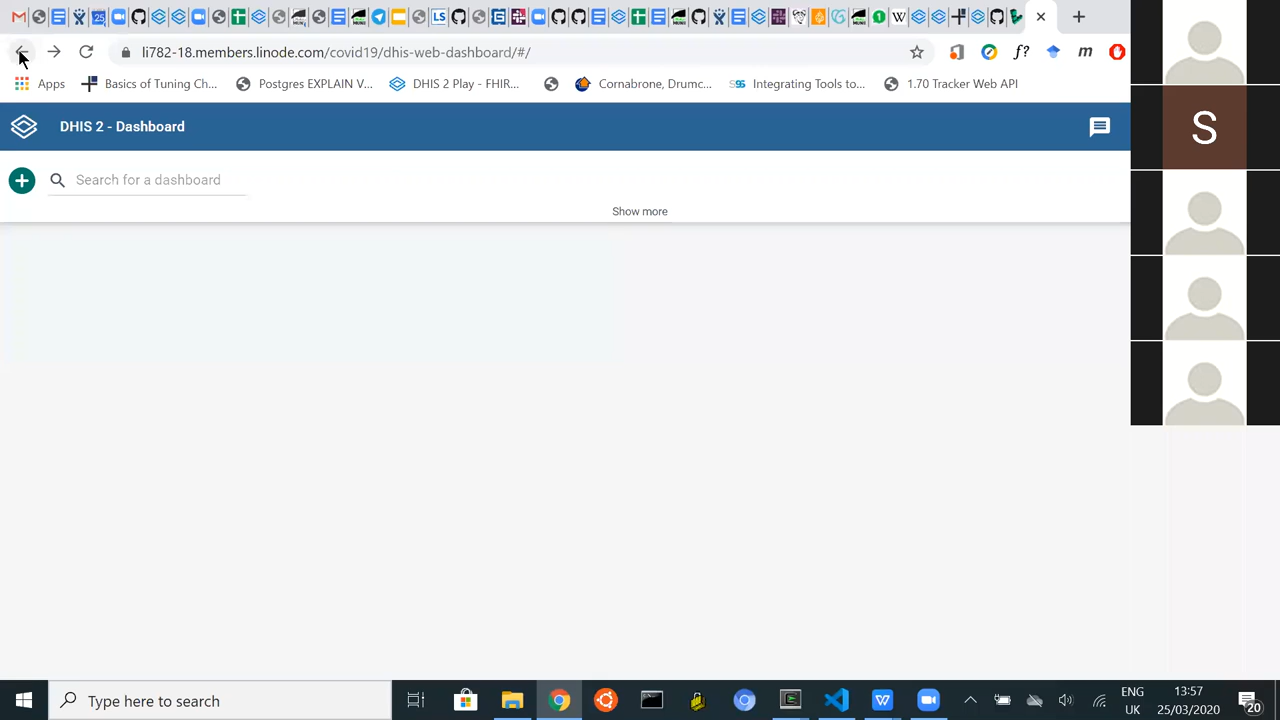 li782-18.members.linode.com/covid19/dhis-web-dashboard/#/
f?
m
Apps
Basics of Tuning Ch...
Postgres EXPLAIN V...
DHIS 2 Play - FHIR...
Cornabrone, Drumc...
Integrating Tools to...
1.70 Tracker Web API
DHIS 2 - Dashboard
Search for a dashboard
Show more
S
Type here to search
ENG
UK
13:57
25/03/2020
20